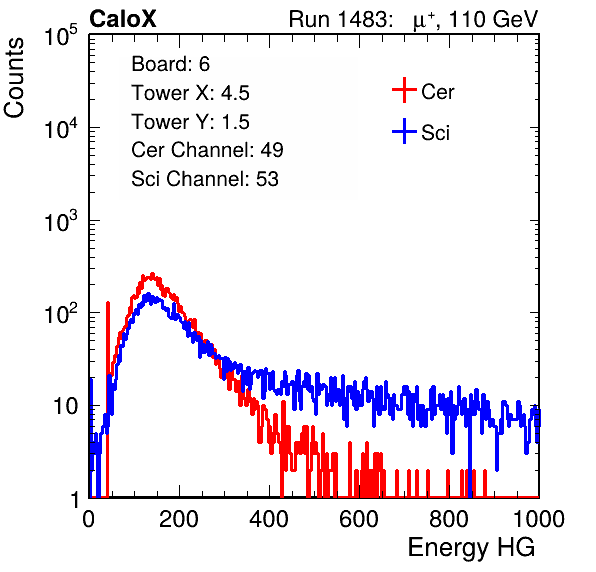 CaloX Run 1483: μ⁺, 110 GeV
Counts
10⁵
10⁴
10³
10²
10
1
Board: 6
Tower X: 4.5
Tower Y: 1.5
Cer Channel: 49
Sci Channel: 53
Cer
Sci
0 200 400 600 800 1000
Energy HG